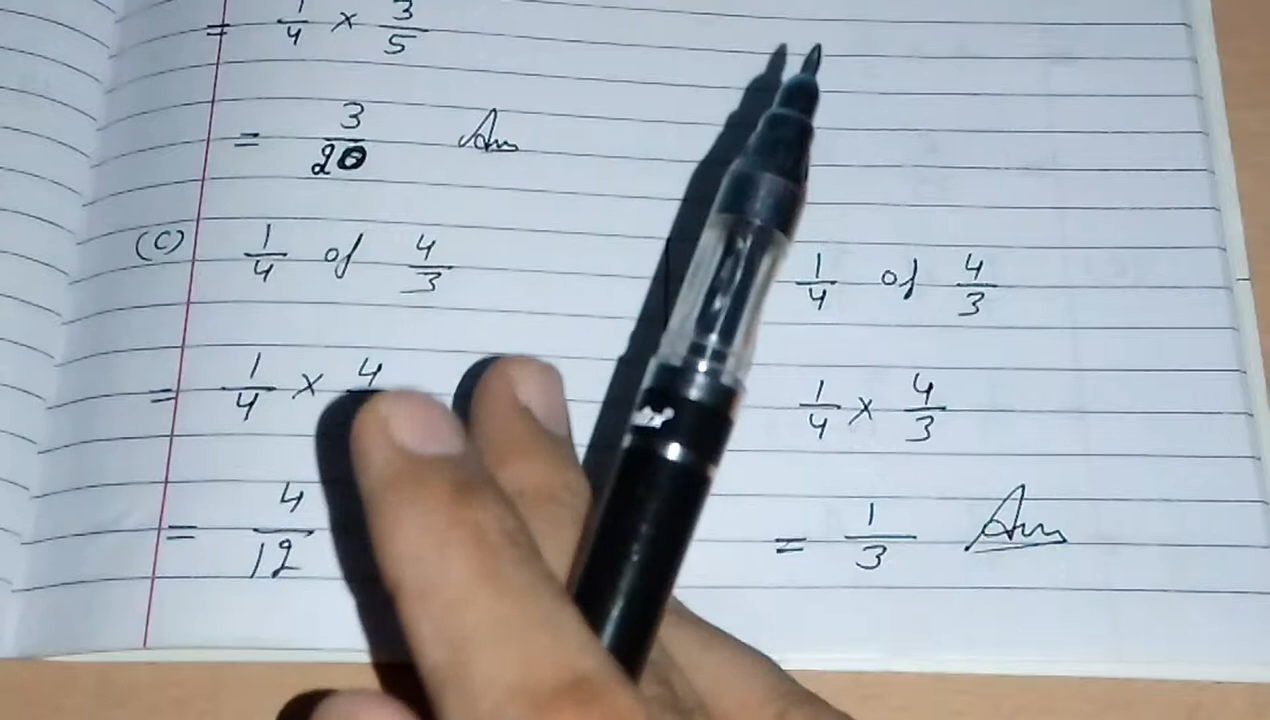 = 1/4 × 3/5
= 3/20 Ans
(C) 1/4 of 4/3
= 1/4 × 4
= 4/12
1/4 of 4/3
1/4 × 4/3
= 1/3 Ans